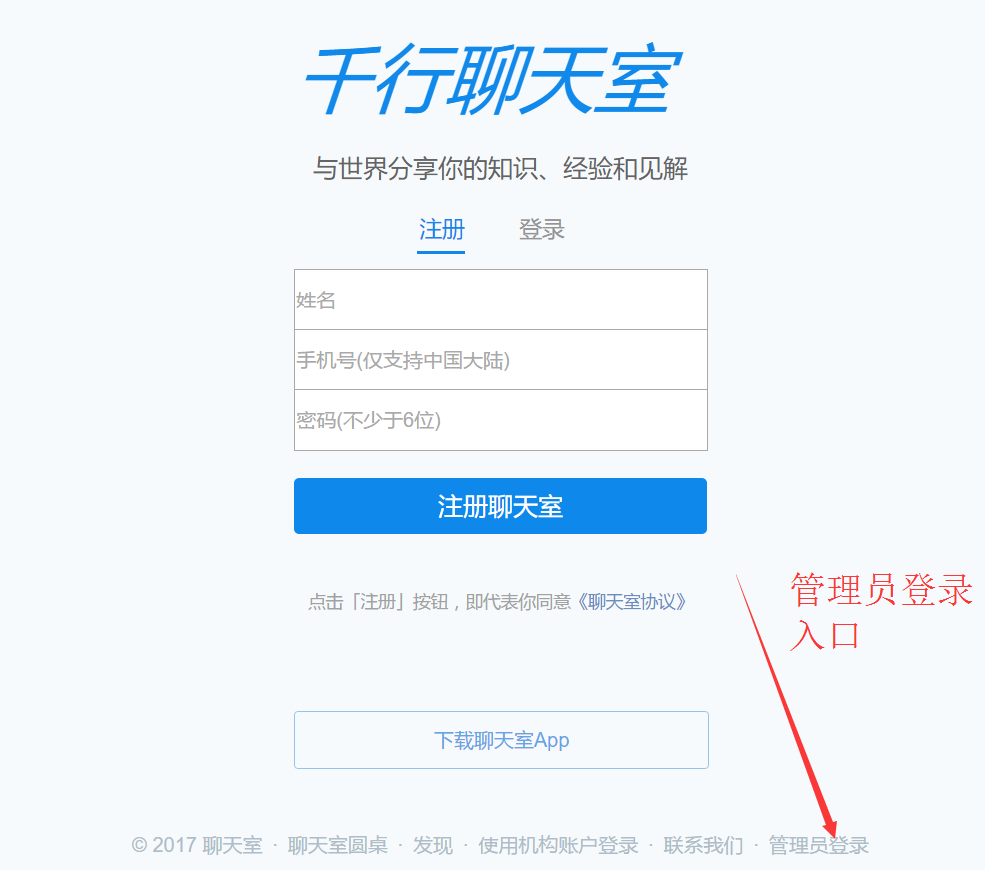 千行聊天室
与世界分享你的知识、经验和见解
注册 登录
姓名
手机号(仅支持中国大陆)
密码(不少于6位)
注册聊天室
管理员登录
入口
点击「注册」按钮，即代表你同意《聊天室协议》
下载聊天室App
© 2017 聊天室 · 聊天室圆桌 · 发现 · 使用机构账户登录 · 联系我们 · 管理员登录